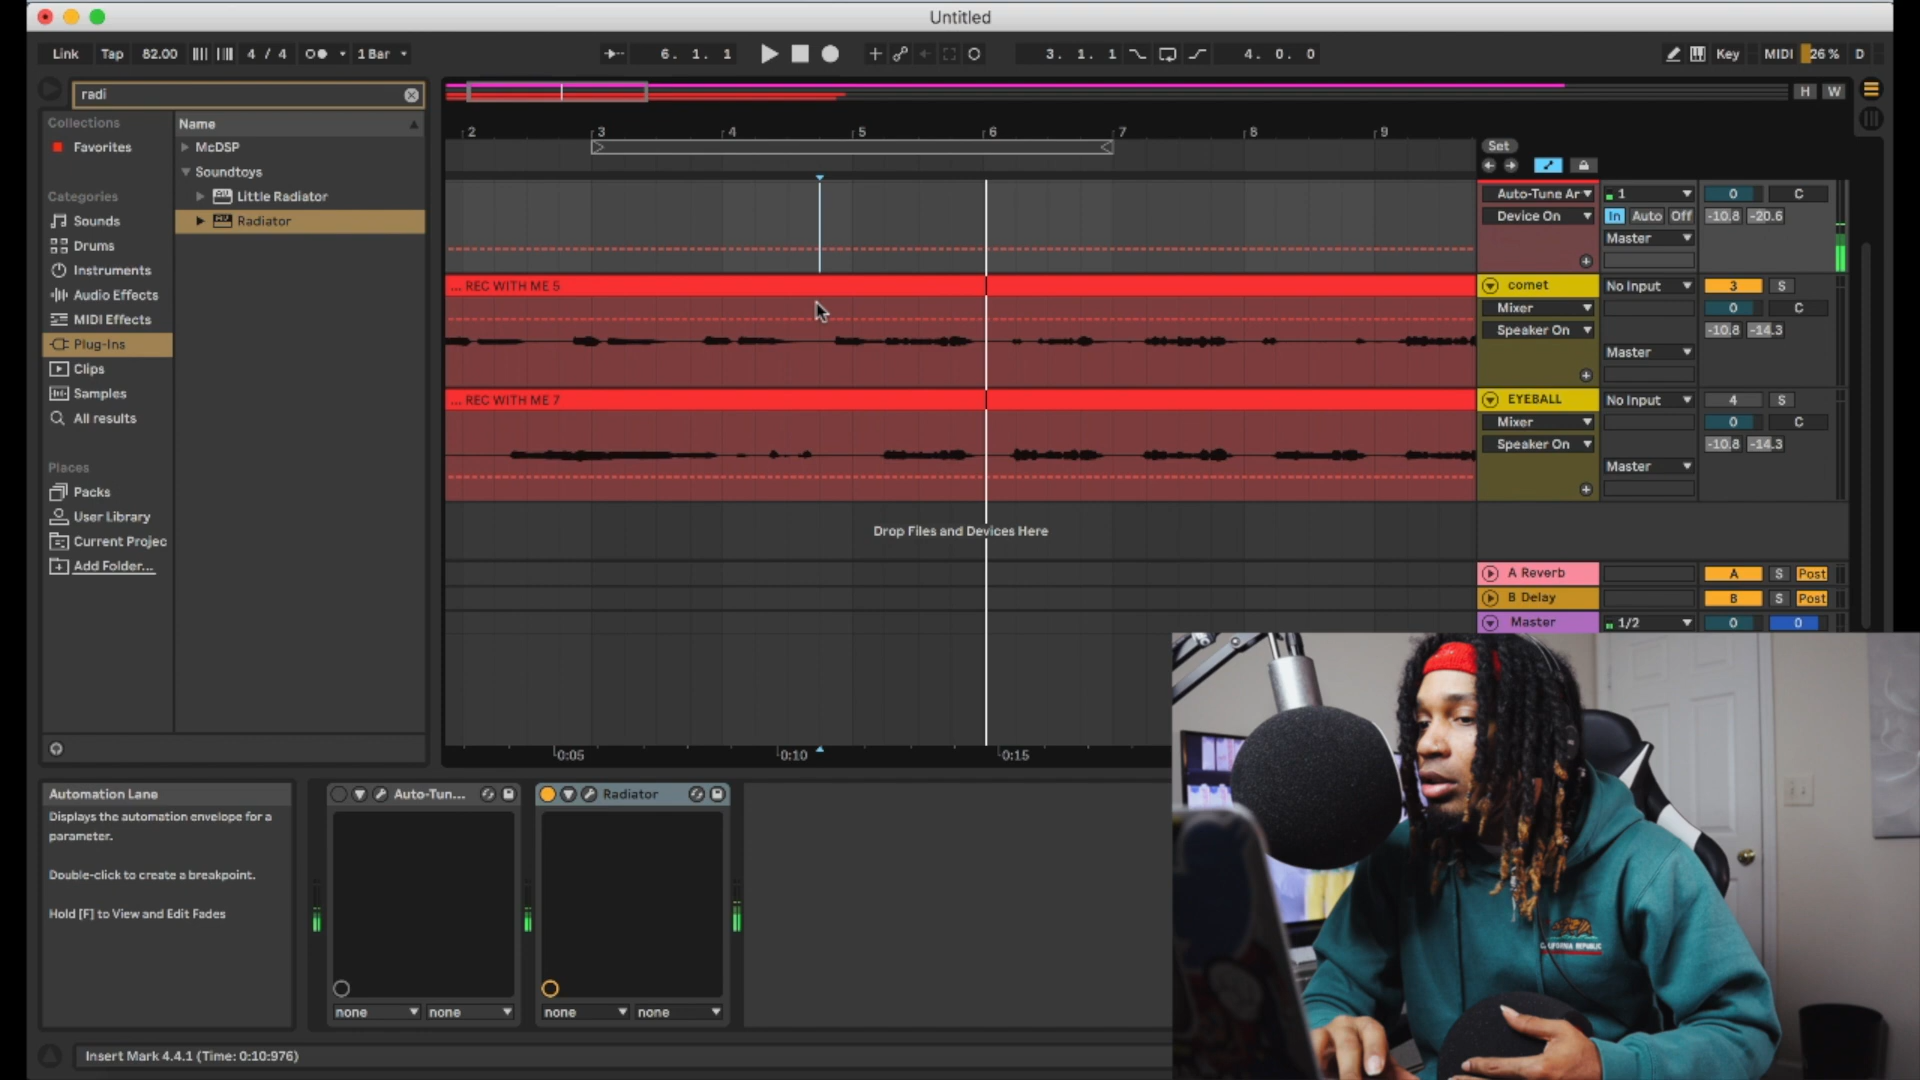 Untitled
Link Tap 82.00 4 / 4 1 Bar 6. 1. 1 3. 1. 1 4. 0. 0 Key MIDI 26 % D
radi
H W
Collections
Favorites
Categories
Sounds
Drums
Instruments
Audio Effects
MIDI Effects
Plug-Ins
Clips
Samples
All results
Places
Packs
User Library
Current Projec
Add Folder...
Name
McDSP
Soundtoys
Little Radiator
Radiator
2 3 4 5 6 7 8 9
Set
Auto-Tune Ar 1 0 C
Device On In Auto Off -10.8 -20.6
Master
... REC WITH ME 5
comet No Input 3 S
Mixer 0 C
Speaker On -10.8 -14.3
Master
... REC WITH ME 7
EYEBALL No Input 4 S
Mixer 0 C
Speaker On -10.8 -14.3
Master
Drop Files and Devices Here
A Reverb A S Post
B Delay B S Post
Master 1/2 0 0
0:05 0:10 0:15
Automation Lane
Displays the automation envelope for a
parameter.
Double-click to create a breakpoint.
Hold [F] to View and Edit Fades
Auto-Tun...
none none
Radiator
none none
CALIFORNIA REPUBLIC
Insert Mark 4.4.1 (Time: 0:10:976)